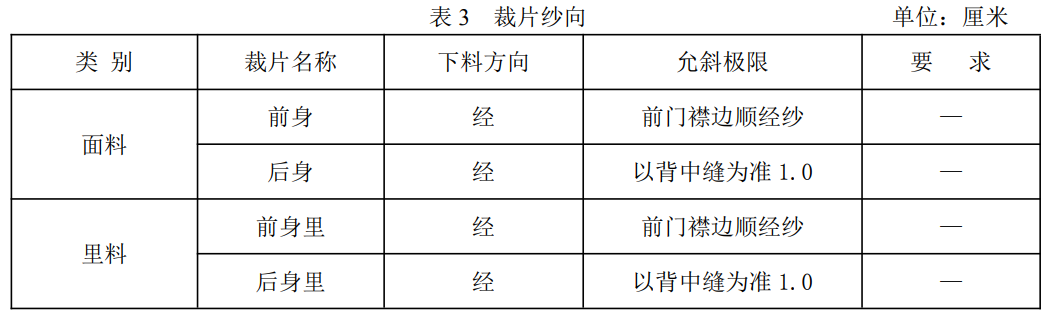 表 3 裁片纱向 单位：厘米
类 别 裁片名称 下料方向 允斜极限 要 求
面料 前身 经 前门襟边顺经纱 —
后身 经 以背中缝为准 1.0 —
里料 前身里 经 前门襟边顺经纱 —
后身里 经 以背中缝为准 1.0 —